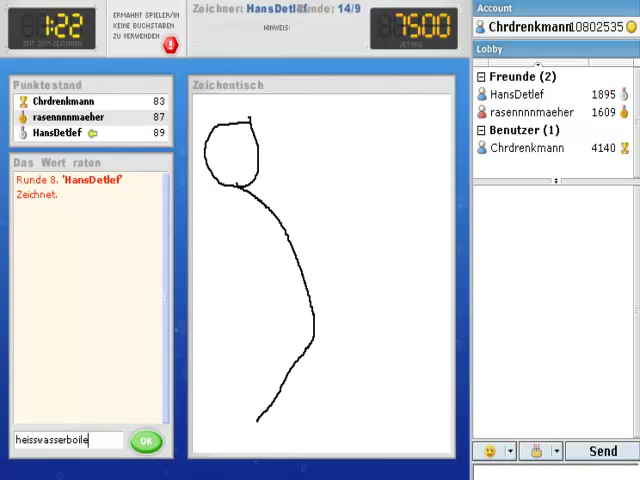 1:22
ZEIT ZUM ZEICHNEN
ERMAHNT SPIELER/IN
KEINE BUCHSTABEN
ZU VERWENDEN
Zeichner: HansDetlef
Runde: 14/9
HINWEIS:
7500
JETONS
Account
Chrdrenkmann
10802535
Lobby
Punktestand
Chrdrenkmann 83
rasennnnmaeher 87
HansDetlef 89
Das Wort raten
Runde 8. 'HansDetlef'
Zeichnet.
heisswasserboile
OK
Zeichentisch
Freunde (2)
HansDetlef 1895
rasennnnmaeher 1609
Benutzer (1)
Chrdrenkmann 4140
Send